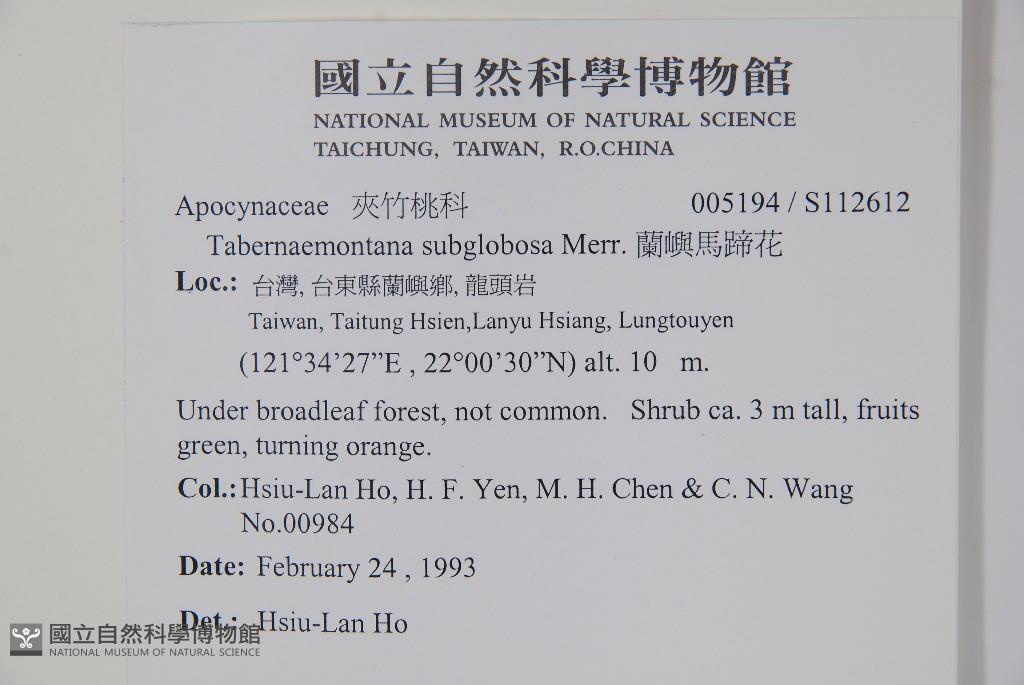 國立自然科學博物館
NATIONAL MUSEUM OF NATURAL SCIENCE
TAICHUNG, TAIWAN, R.O.CHINA
Apocynaceae 夾竹桃科 005194 / S112612
Tabernaemontana subglobosa Merr. 蘭嶼馬蹄花
Loc.: 台灣, 台東縣蘭嶼鄉, 龍頭岩
Taiwan, Taitung Hsien,Lanyu Hsiang, Lungtouyen
(121°34’27”E , 22°00’30”N) alt. 10 m.
Under broadleaf forest, not common. Shrub ca. 3 m tall, fruits
green, turning orange.
Col.: Hsiu-Lan Ho, H. F. Yen, M. H. Chen & C. N. Wang
No.00984
Date: February 24 , 1993
Det.: Hsiu-Lan Ho
國立自然科學博物館
NATIONAL MUSEUM OF NATURAL SCIENCE